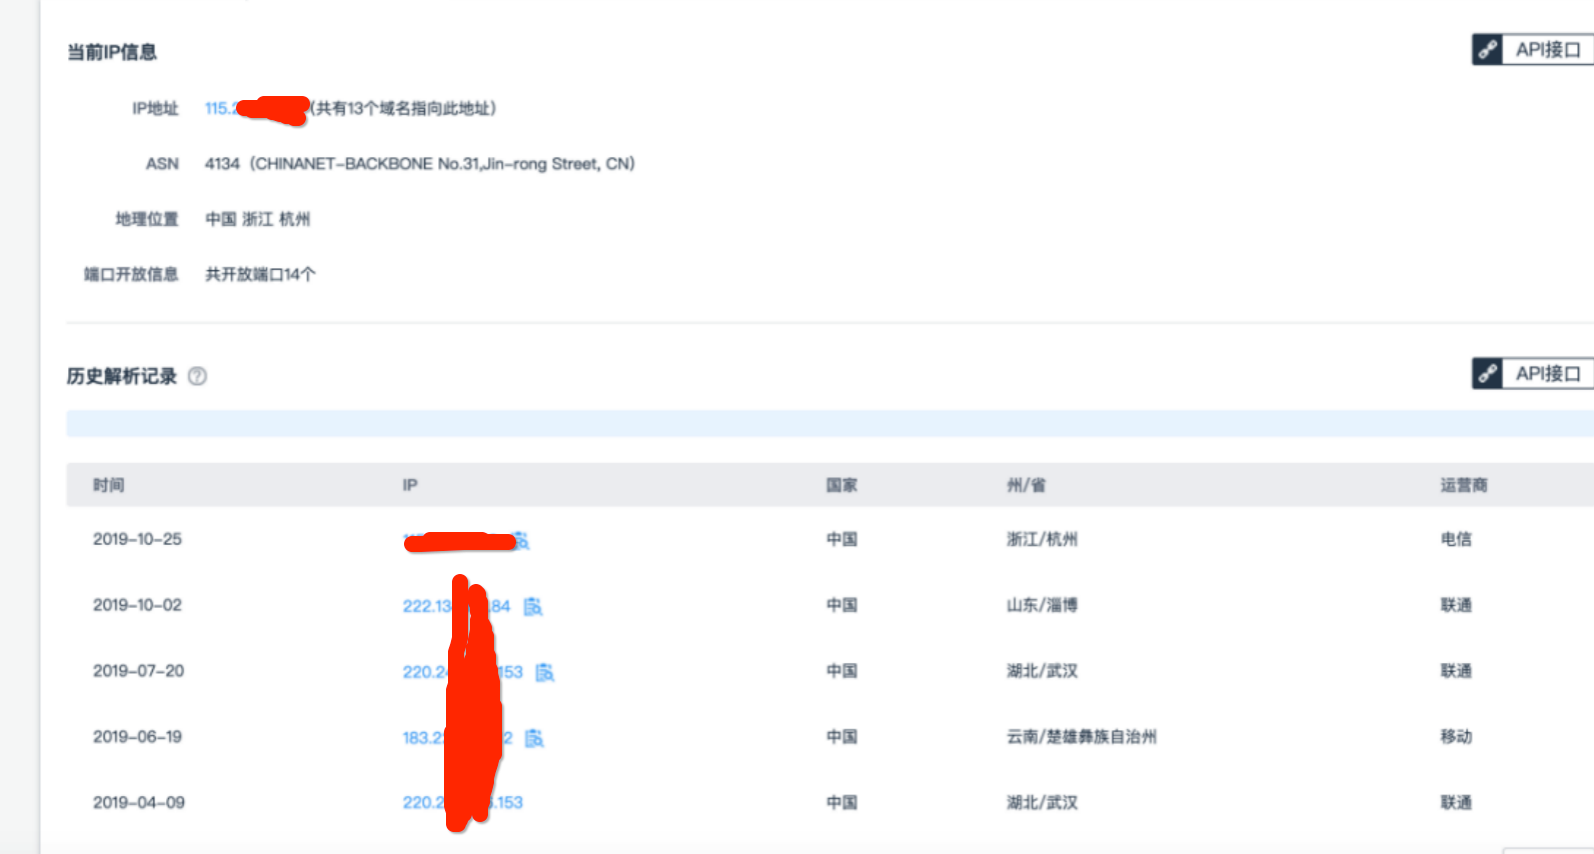 当前IP信息
API接口
IP地址 115.2 (共有13个域名指向此地址)
ASN 4134 (CHINANET-BACKBONE No.31,Jin-rong Street, CN)
地理位置 中国 浙江 杭州
端口开放信息 共开放端口14个
历史解析记录 ?
API接口
时间 IP 国家 州/省 运营商
2019-10-25 中国 浙江/杭州 电信
2019-10-02 222.13 .84 中国 山东/淄博 联通
2019-07-20 220.24 153 中国 湖北/武汉 联通
2019-06-19 183.2 2 中国 云南/楚雄彝族自治州 移动
2019-04-09 220.2 .153 中国 湖北/武汉 联通